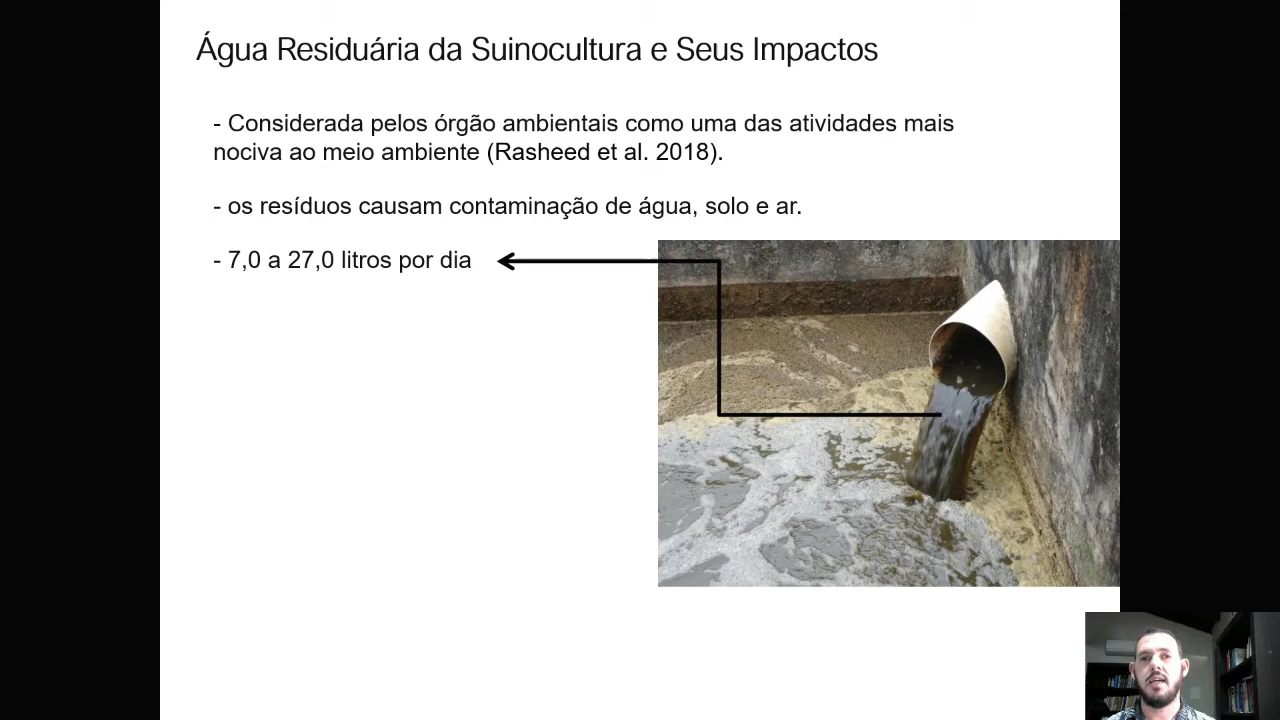 Água Residuária da Suinocultura e Seus Impactos
- Considerada pelos órgão ambientais como uma das atividades mais
nociva ao meio ambiente (Rasheed et al. 2018).
- os resíduos causam contaminação de água, solo e ar.
- 7,0 a 27,0 litros por dia